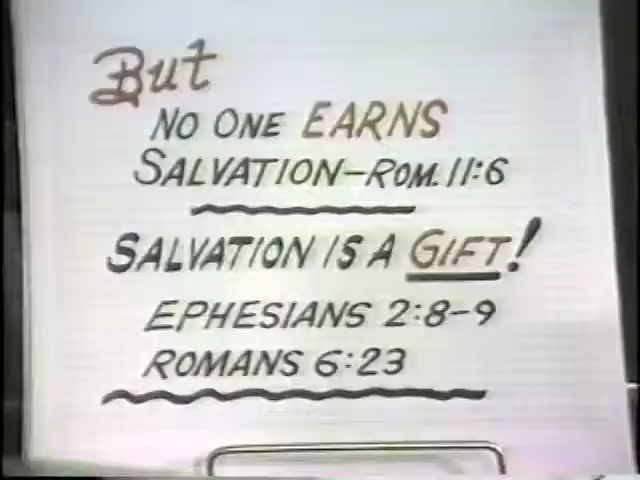 But
NO ONE EARNS
SALVATION-ROM. 11:6
SALVATION IS A GIFT!
EPHESIANS 2:8-9
ROMANS 6:23